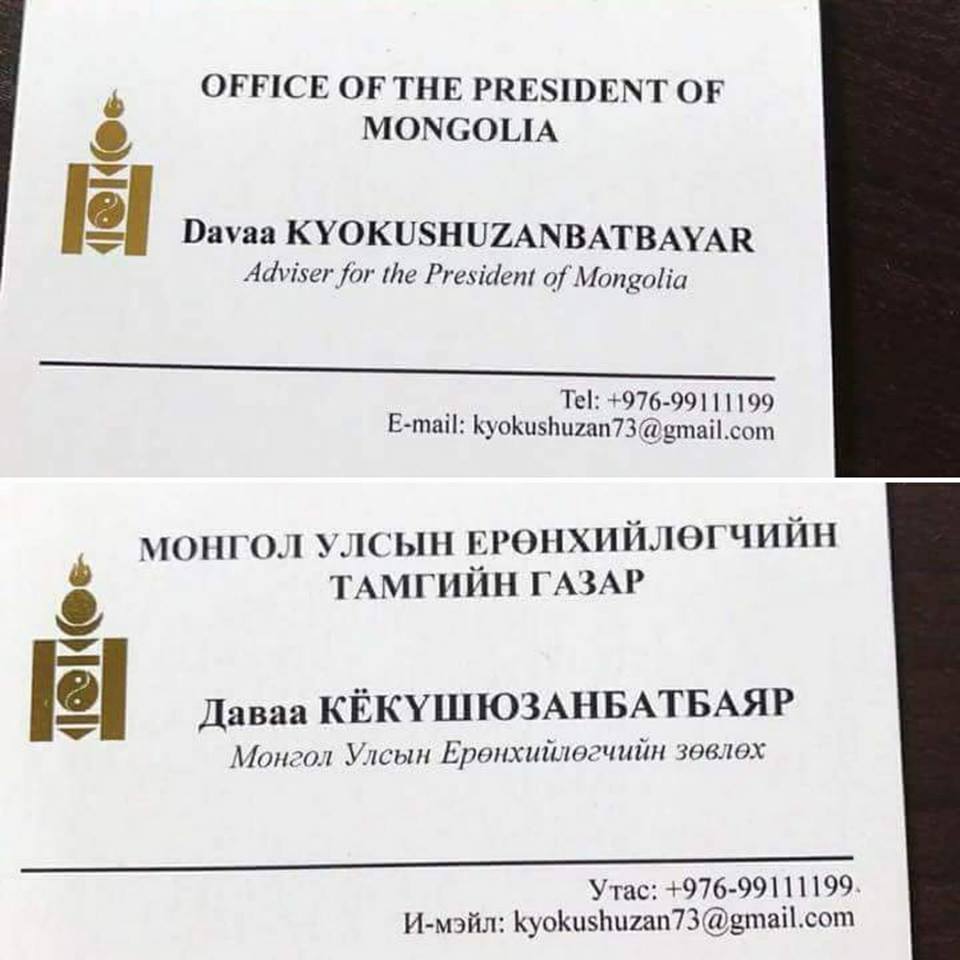 OFFICE OF THE PRESIDENT OF
MONGOLIA
Davaa KYOKUSHUZANBATBAYAR
Adviser for the President of Mongolia
Tel: +976-99111199
E-mail: kyokushuzan73@gmail.com
МОНГОЛ УЛСЫН ЕРӨНХИЙЛӨГЧИЙН
ТАМГИЙН ГАЗАР
Даваа КЁКҮШЮЗАНБАТБАЯР
Монгол Улсын Ерөнхийлөгчийн зөвлөх
Утас: +976-99111199
И-мэйл: kyokushuzan73@gmail.com